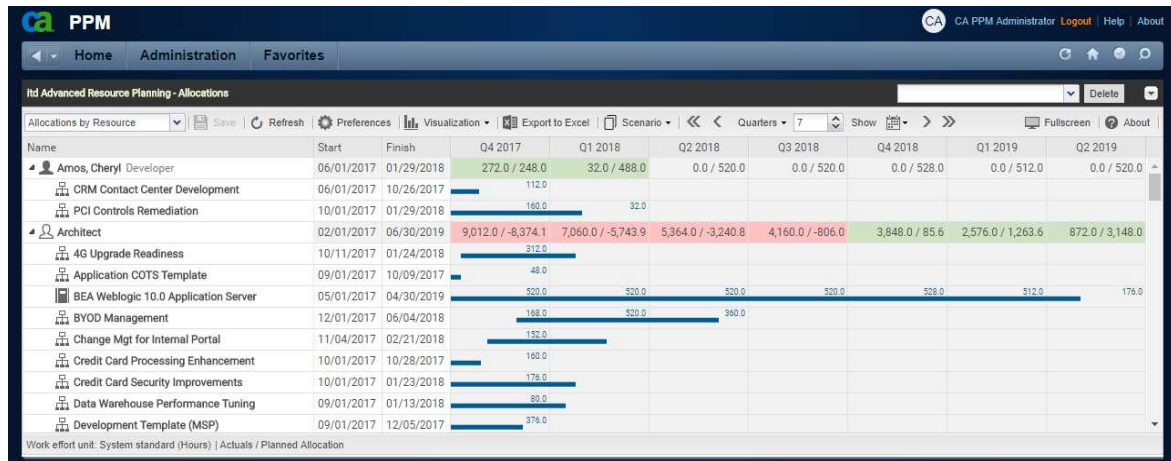 ca PPM CA CA PPM Administrator Logout Help About
Home Administration Favorites
itd Advanced Resource Planning - Allocations Delete
Allocations by Resource Save Refresh Preferences Visualization Export to Excel Scenario Quarters 7 Show Fullscreen About
Name Start Finish Q4 2017 Q1 2018 Q2 2018 Q3 2018 Q4 2018 Q1 2019 Q2 2019
Amos, Cheryl Developer 06/01/2017 01/29/2018 272.0 / 248.0 32.0 / 488.0 0.0 / 520.0 0.0 / 520.0 0.0 / 528.0 0.0 / 512.0 0.0 / 520.0
CRM Contact Center Development 06/01/2017 10/26/2017 112.0
PCI Controls Remediation 10/01/2017 01/29/2018 160.0 32.0
Architect 02/01/2017 06/30/2019 9,012.0 / -8,374.1 7,060.0 / -5,743.9 5,364.0 / -3,240.8 4,160.0 / -806.0 3,848.0 / 85.6 2,576.0 / 1,263.6 872.0 / 3,148.0
4G Upgrade Readiness 10/11/2017 01/24/2018 312.0
Application COTS Template 09/01/2017 10/09/2017 48.0
BEA Weblogic 10.0 Application Server 05/01/2017 04/30/2019 520.0 520.0 520.0 520.0 528.0 512.0 176.0
BYOD Management 12/01/2017 06/04/2018 168.0 520.0 360.0
Change Mgt for Internal Portal 11/04/2017 02/21/2018 152.0
Credit Card Processing Enhancement 10/01/2017 10/28/2017 160.0
Credit Card Security Improvements 10/01/2017 01/23/2018 176.0
Data Warehouse Performance Tuning 09/01/2017 01/13/2018 80.0
Development Template (MSP) 09/01/2017 12/05/2017 376.0
Work effort unit: System standard (Hours) | Actuals / Planned Allocation